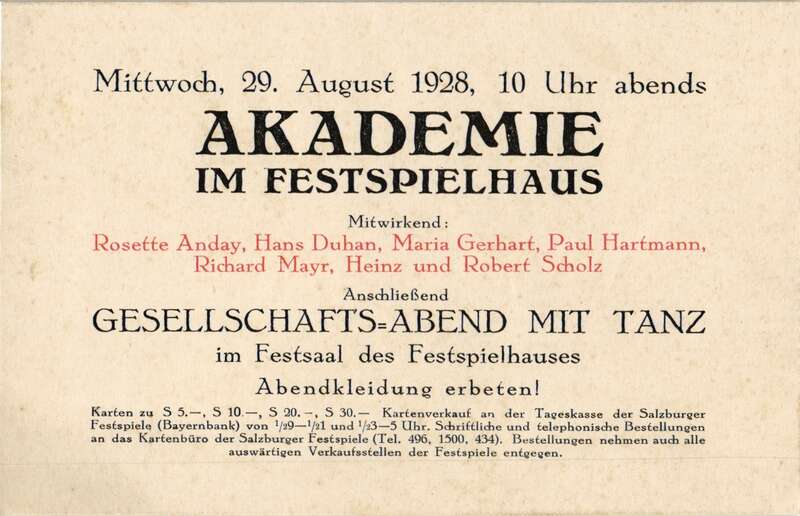 Mittwoch, 29. August 1928, 10 Uhr abends
AKADEMIE
IM FESTSPIELHAUS
Mitwirkend:
Rosette Anday, Hans Duhan, Maria Gerhart, Paul Hartmann,
Richard Mayr, Heinz und Robert Scholz
Anschließend
GESELLSCHAFTS=ABEND MIT TANZ
im Festsaal des Festspielhauses
Abendkleidung erbeten!
Karten zu S 5.—, S 10.—, S 20.—, S 30.— Kartenverkauf an der Tageskasse der Salzburger
Festspiele (Bayernbank) von ½9—½1 und ½3—5 Uhr. Schriftliche und telephonische Bestellungen
an das Kartenbüro der Salzburger Festspiele (Tel. 496, 1500, 434). Bestellungen nehmen auch alle
auswärtigen Verkaufsstellen der Festspiele entgegen.